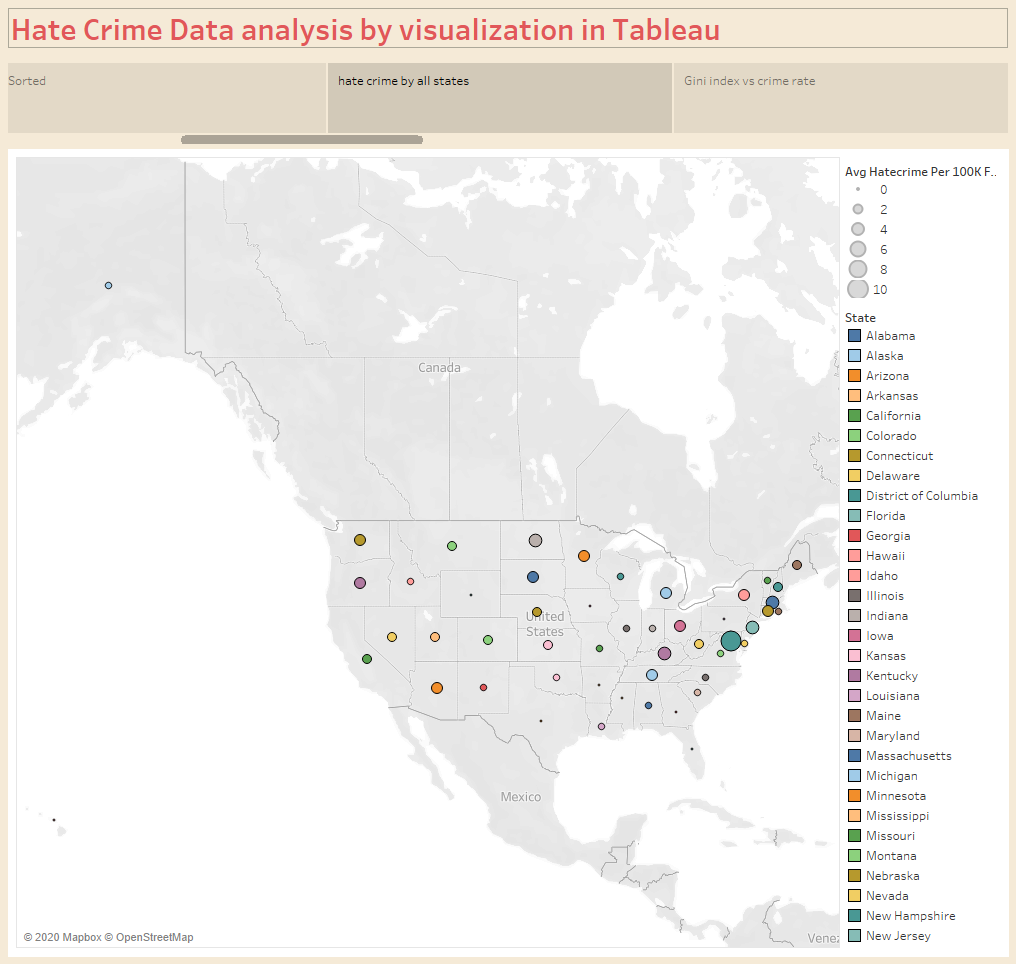 Hate Crime Data analysis by visualization in Tableau
Sorted
hate crime by all states
Gini index vs crime rate
Avg Hatecrime Per 100K F..
0
2
4
6
8
10
State
Alabama
Alaska
Arizona
Arkansas
California
Colorado
Connecticut
Delaware
District of Columbia
Florida
Georgia
Hawaii
Idaho
Illinois
Indiana
Iowa
Kansas
Kentucky
Louisiana
Maine
Maryland
Massachusetts
Michigan
Minnesota
Mississippi
Missouri
Montana
Nebraska
Nevada
New Hampshire
New Jersey
Canada
United
States
Mexico
Venez
© 2020 Mapbox © OpenStreetMap